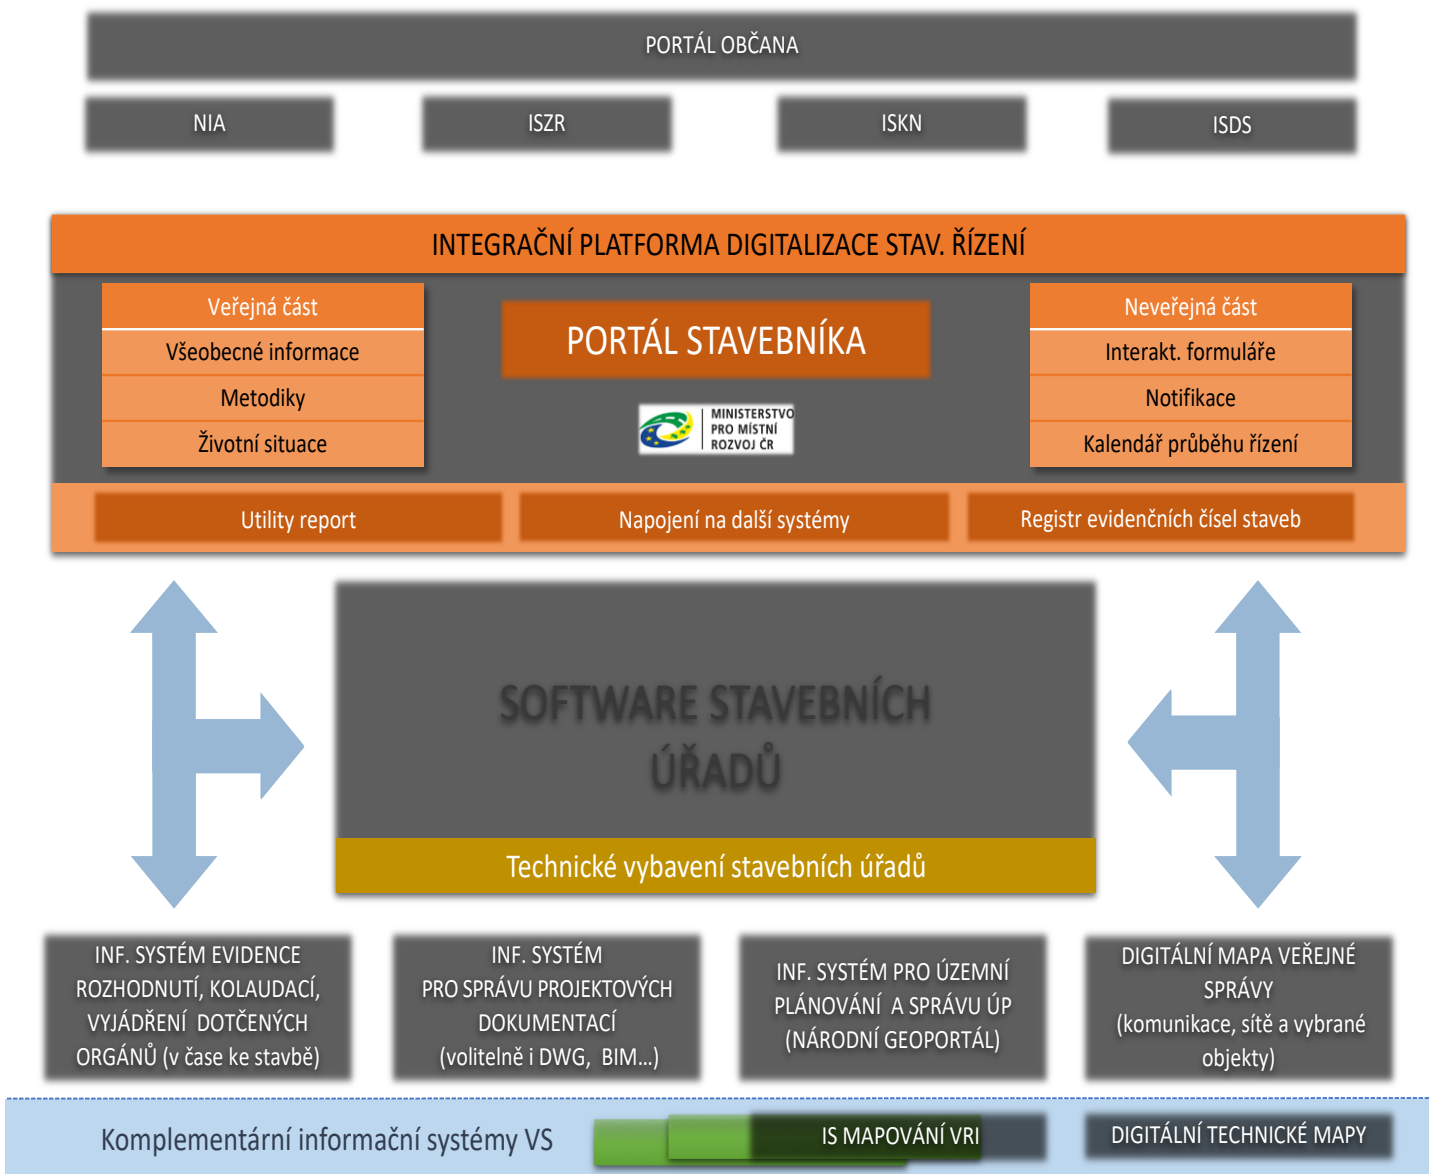 PORTÁL OBČANA
NIA
ISZR
ISKN
ISDS
INTEGRAČNÍ PLATFORMA DIGITALIZACE STAV. ŘÍZENÍ
Veřejná část
Všeobecné informace
Metodiky
Životní situace
PORTÁL STAVEBNÍKA
MINISTERSTVO
PRO MÍSTNÍ
ROZVOJ ČR
Neveřejná část
Interakt. formuláře
Notifikace
Kalendář průběhu řízení
Utility report
Napojení na další systémy
Registr evidenčních čísel staveb
SOFTWARE STAVEBNÍCH
ÚŘADŮ
Technické vybavení stavebních úřadů
INF. SYSTÉM EVIDENCE
ROZHODNUTÍ, KOLAUDACÍ,
VYJÁDŘENÍ DOTČENÝCH
ORGÁNŮ (v čase ke stavbě)
INF. SYSTÉM
PRO SPRÁVU PROJEKTOVÝCH
DOKUMENTACÍ
(volitelně i DWG, BIM...)
INF. SYSTÉM PRO ÚZEMNÍ
PLÁNOVÁNÍ A SPRÁVU ÚP
(NÁRODNÍ GEOPORTÁL)
DIGITÁLNÍ MAPA VEŘEJNÉ
SPRÁVY
(komunikace, sítě a vybrané
objekty)
Komplementární informační systémy VS
IS MAPOVÁNÍ VRI
DIGITÁLNÍ TECHNICKÉ MAPY